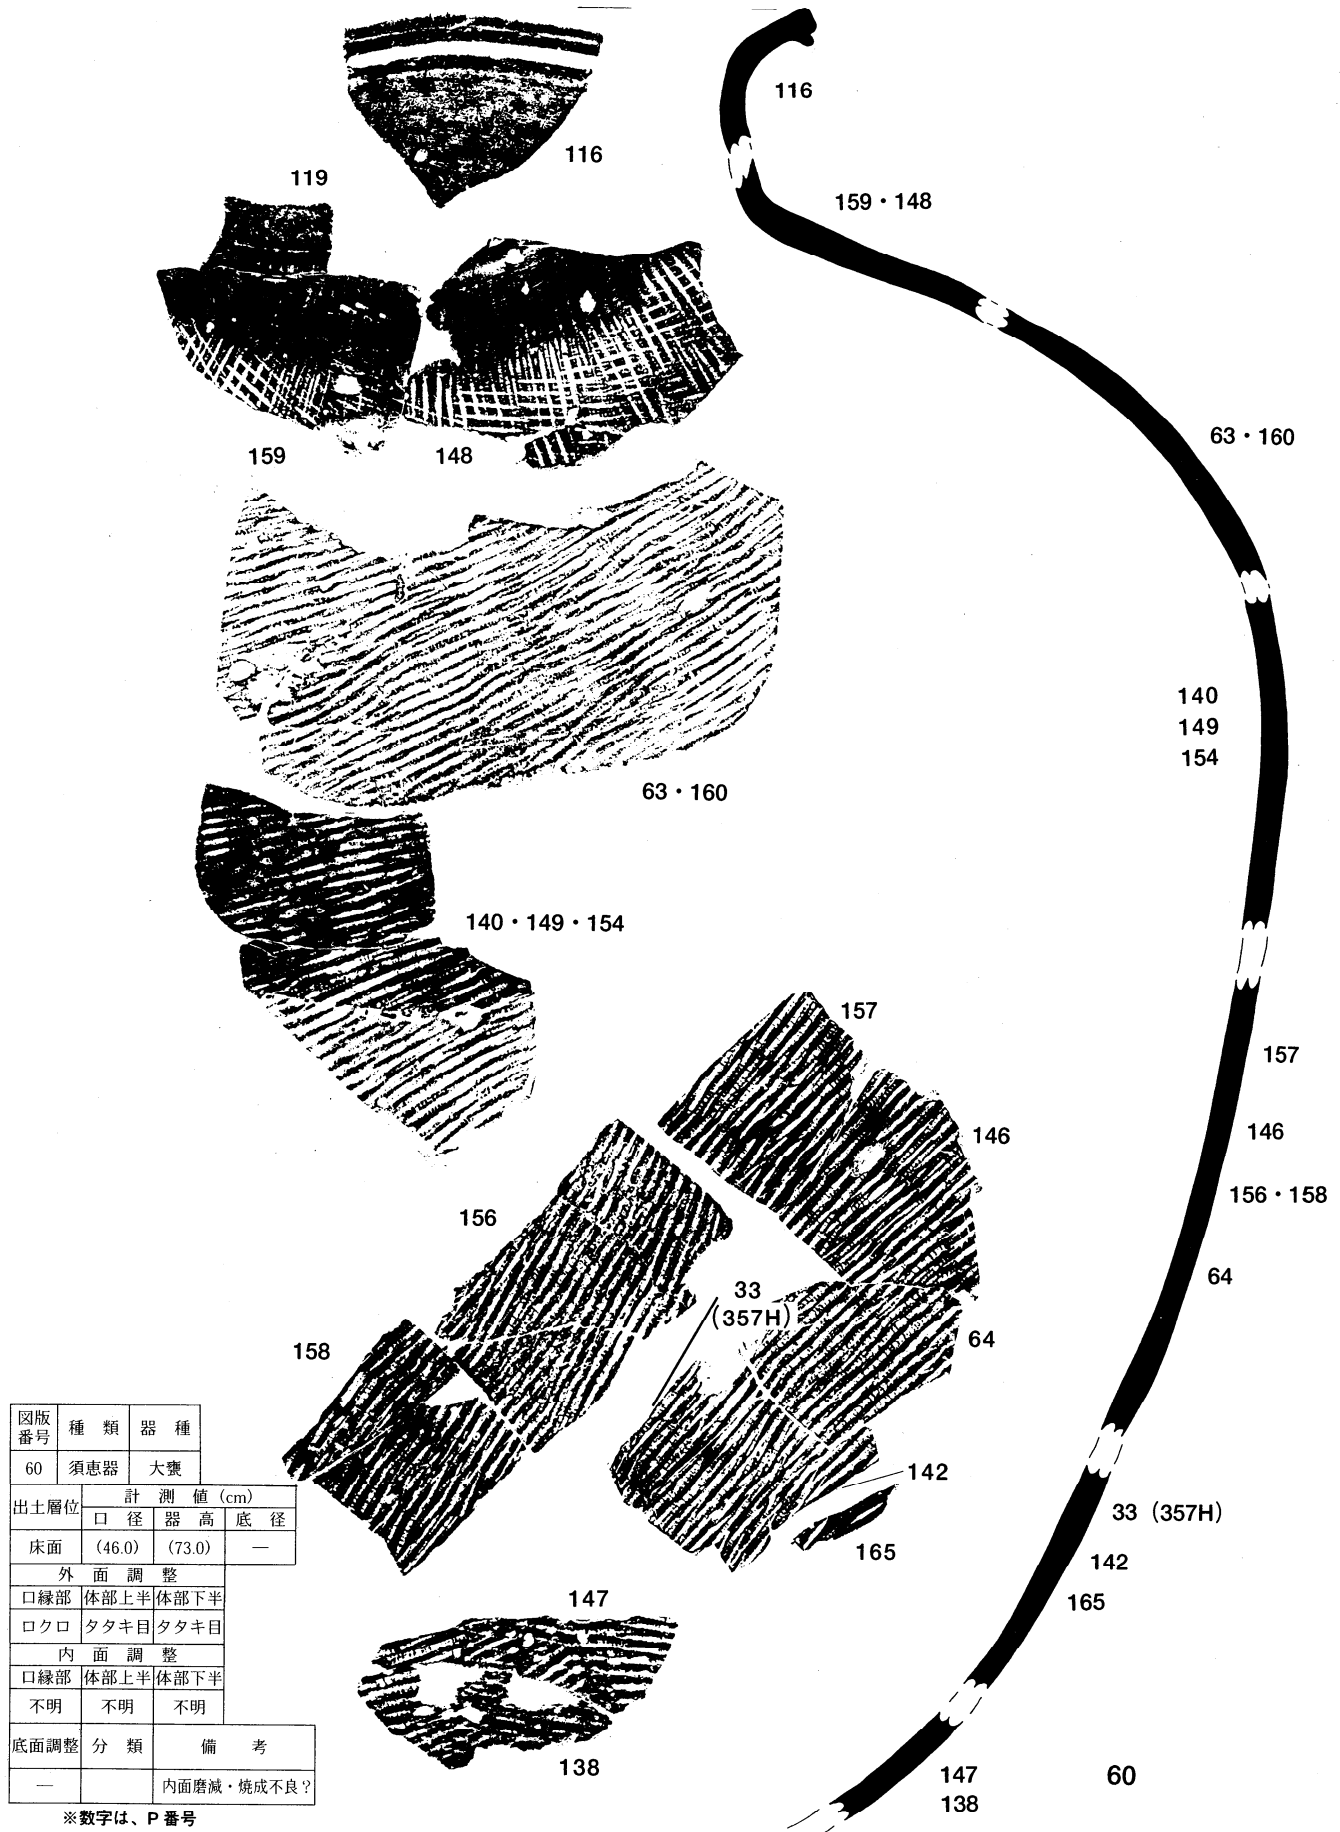 116
116
119
159・148
159
148
63・160
63・160
140
149
154
140・149・154
157
157
146
146
156・158
156
64
33
(357H)
64
158
142
33 (357H)
165
142
165
147
147
138
138
60
図版番号 種類 器種
60 須恵器 大甕
出土層位 計測値(cm)
口径 器高 底径
床面 (46.0) (73.0) —
外面調整
口縁部 体部上半 体部下半
ロクロ タタキ目 タタキ目
内面調整
口縁部 体部上半 体部下半
不明 不明 不明
底面調整 分類 備考
— 内面磨滅・焼成不良?
※数字は、P番号